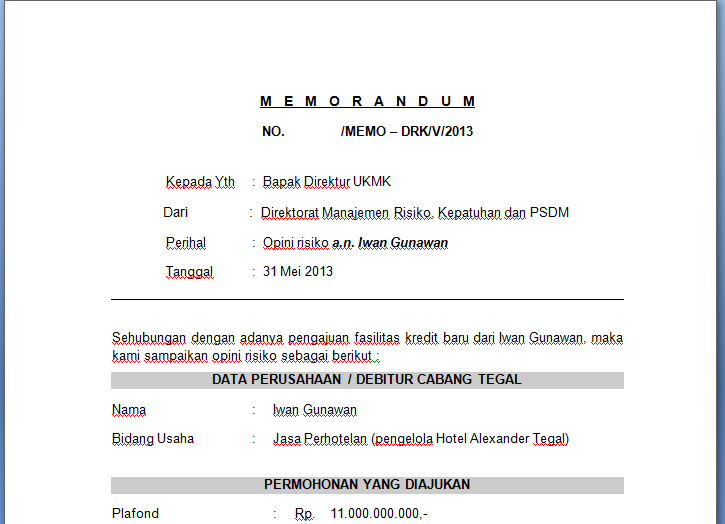 M E M O R A N D U M
NO. /MEMO – DRK/V/2013
Kepada Yth : Bapak Direktur UKMK
Dari : Direktorat Manajemen Risiko, Kepatuhan dan PSDM
Perihal : Opini risiko a.n. Iwan Gunawan
Tanggal : 31 Mei 2013
Sehubungan dengan adanya pengajuan fasilitas kredit baru dari Iwan Gunawan, maka
kami sampaikan opini risiko sebagai berikut :
DATA PERUSAHAAN / DEBITUR CABANG TEGAL
Nama : Iwan Gunawan
Bidang Usaha : Jasa Perhotelan (pengelola Hotel Alexander Tegal)
PERMOHONAN YANG DIAJUKAN
Plafond : Rp. 11.000.000.000,-